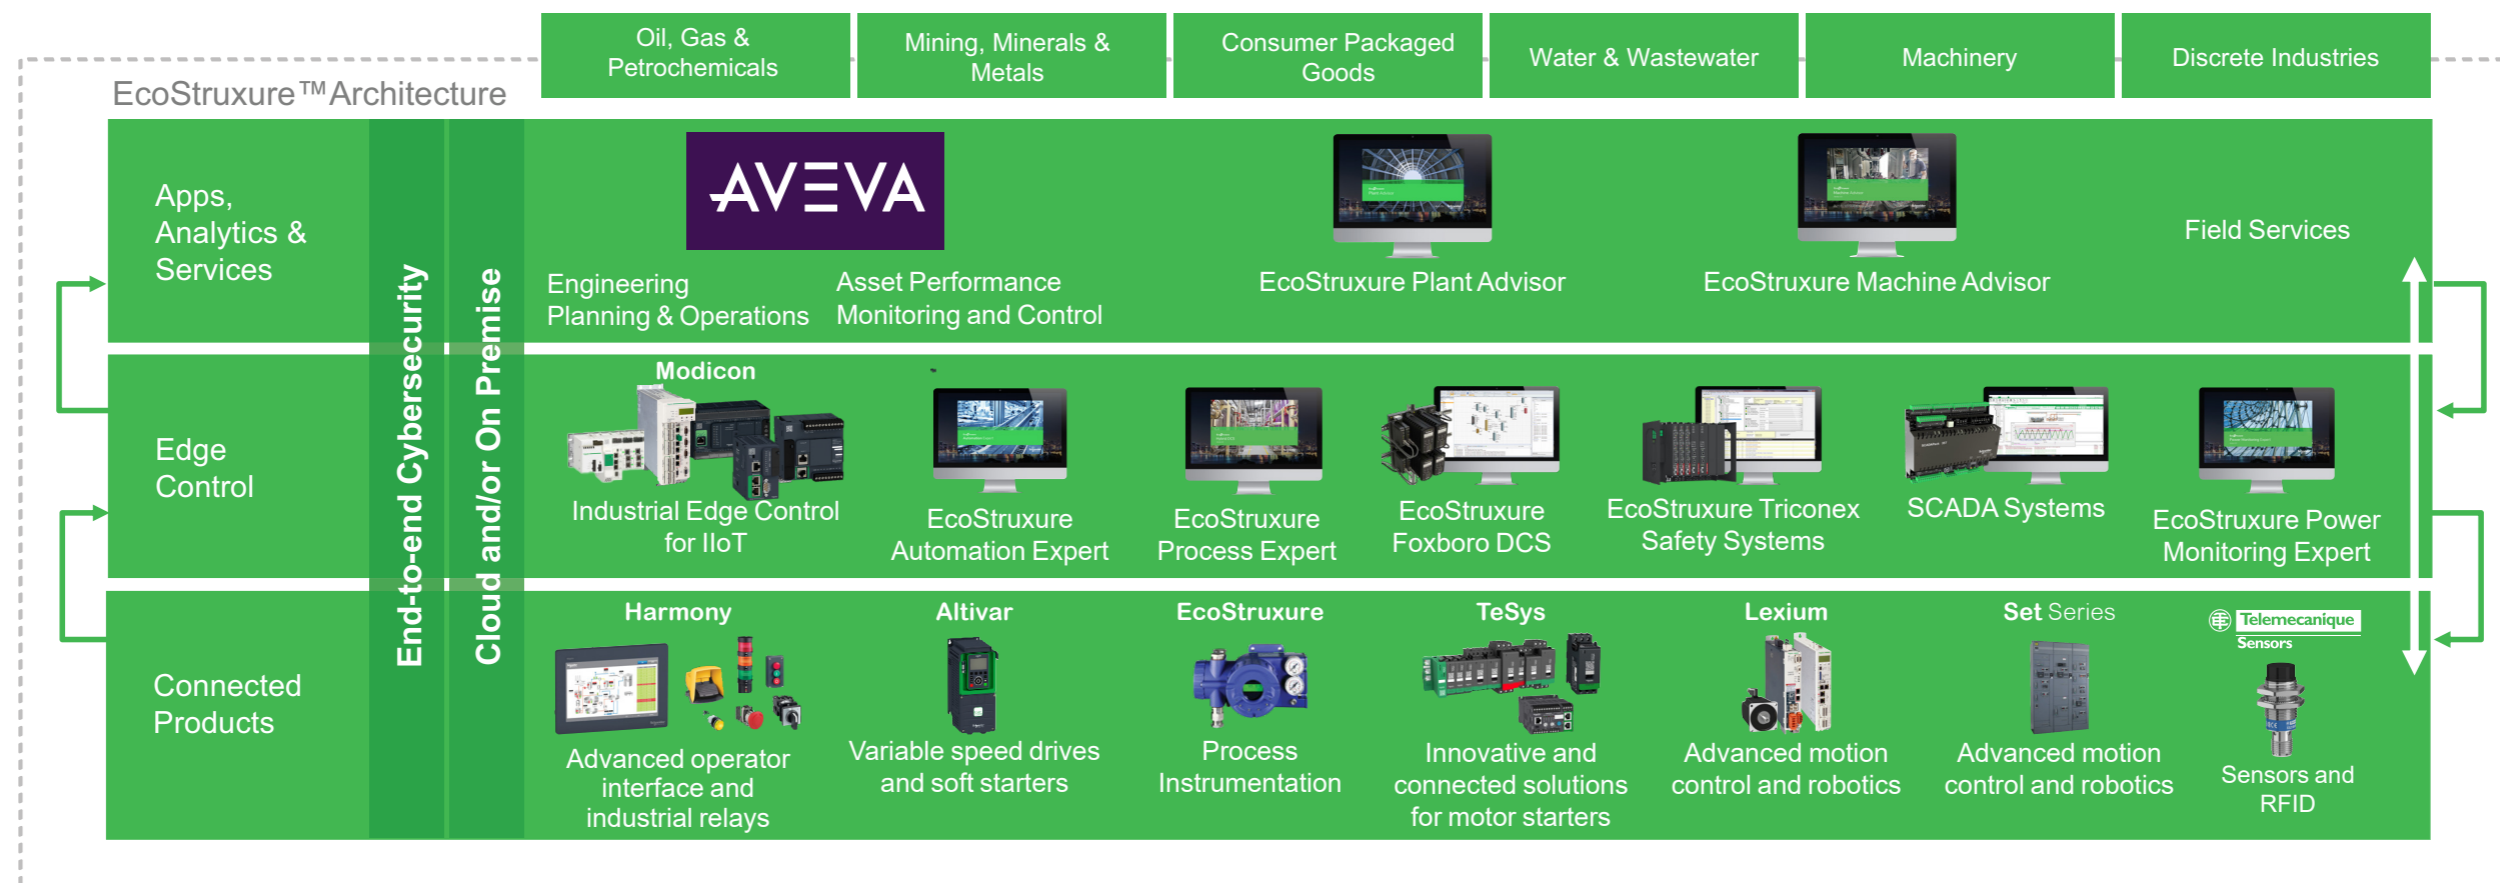 Oil, Gas &
Petrochemicals
Mining, Minerals &
Metals
Consumer Packaged
Goods
Water & Wastewater
Machinery
Discrete Industries
EcoStruxure™Architecture
Apps,
Analytics &
Services
End-to-end Cybersecurity
Cloud and/or On Premise
AVEVA
Engineering
Planning & Operations
Asset Performance
Monitoring and Control
EcoStruxure Plant Advisor
EcoStruxure Machine Advisor
Field Services
Edge
Control
Modicon
Industrial Edge Control
for IIoT
EcoStruxure
Automation Expert
EcoStruxure
Process Expert
EcoStruxure
Foxboro DCS
EcoStruxure Triconex
Safety Systems
SCADA Systems
EcoStruxure Power
Monitoring Expert
Connected
Products
Harmony
Advanced operator
interface and
industrial relays
Altivar
Variable speed drives
and soft starters
EcoStruxure
Process
Instrumentation
TeSys
Innovative and
connected solutions
for motor starters
Lexium
Advanced motion
control and robotics
Set Series
Advanced motion
control and robotics
Telemecanique
Sensors
Sensors and
RFID